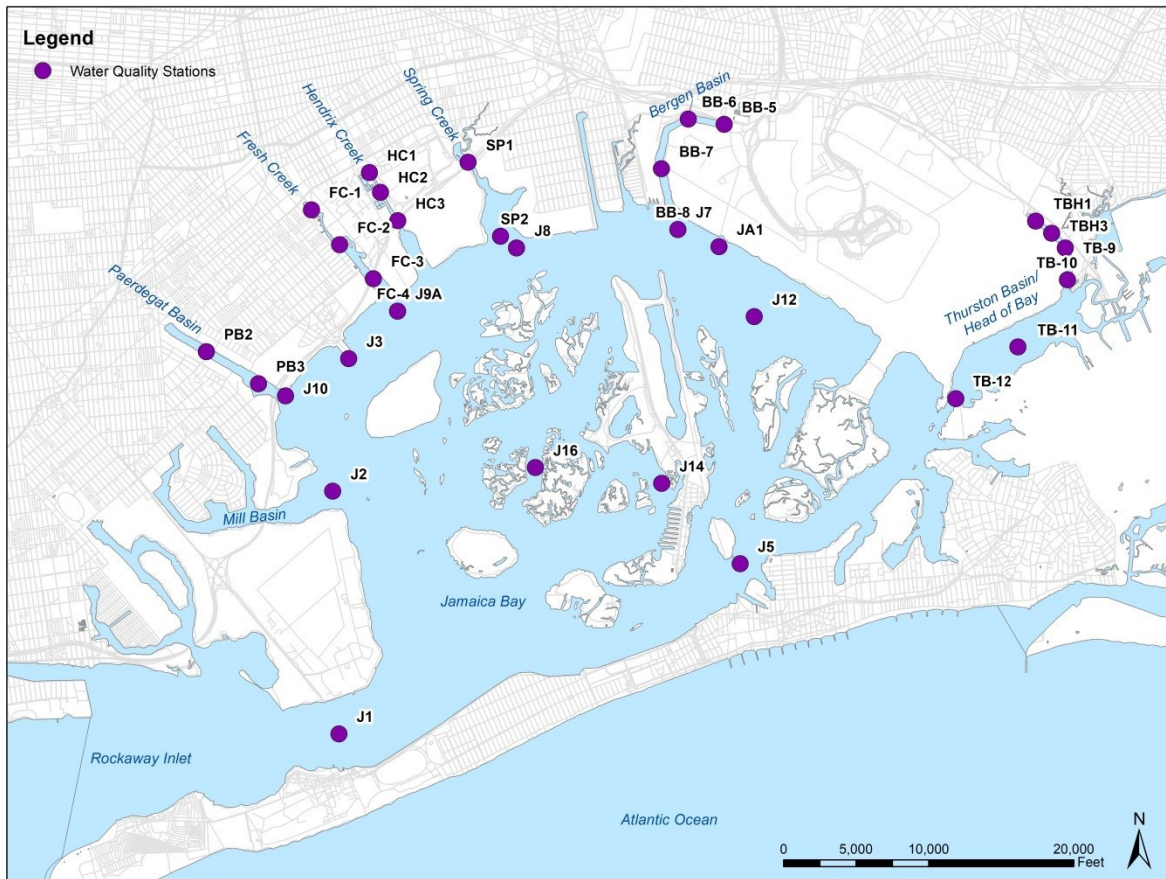 Legend
Water Quality Stations
Bergen Basin
BB-6
BB-5
Spring Creek
Hendrix Creek
SP1
BB-7
HC1
Fresh Creek
FC-1
HC2
HC3
TBH1
FC-2
SP2
J8
BB-8 J7
JA1
TBH3
TB-9
FC-3
TB-10
Paerdegat Basin
FC-4 J9A
J12
Thurston Basin/
Head of Bay
PB2
J3
TB-11
PB3
J10
TB-12
J16
J14
J2
Mill Basin
J5
Jamaica Bay
J1
Rockaway Inlet
Atlantic Ocean
N
0 5,000 10,000 20,000
Feet